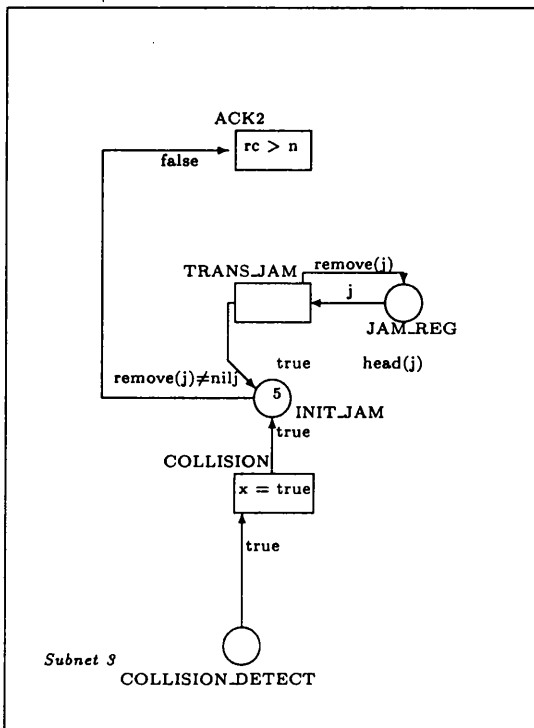 ACK2
rc > n
false
remove(j)
TRANS_JAM
j
JAM_REG
true
head(j)
remove(j)≠nilj
5
INIT_JAM
true
COLLISION
x = true
true
Subnet 3
COLLISION_DETECT